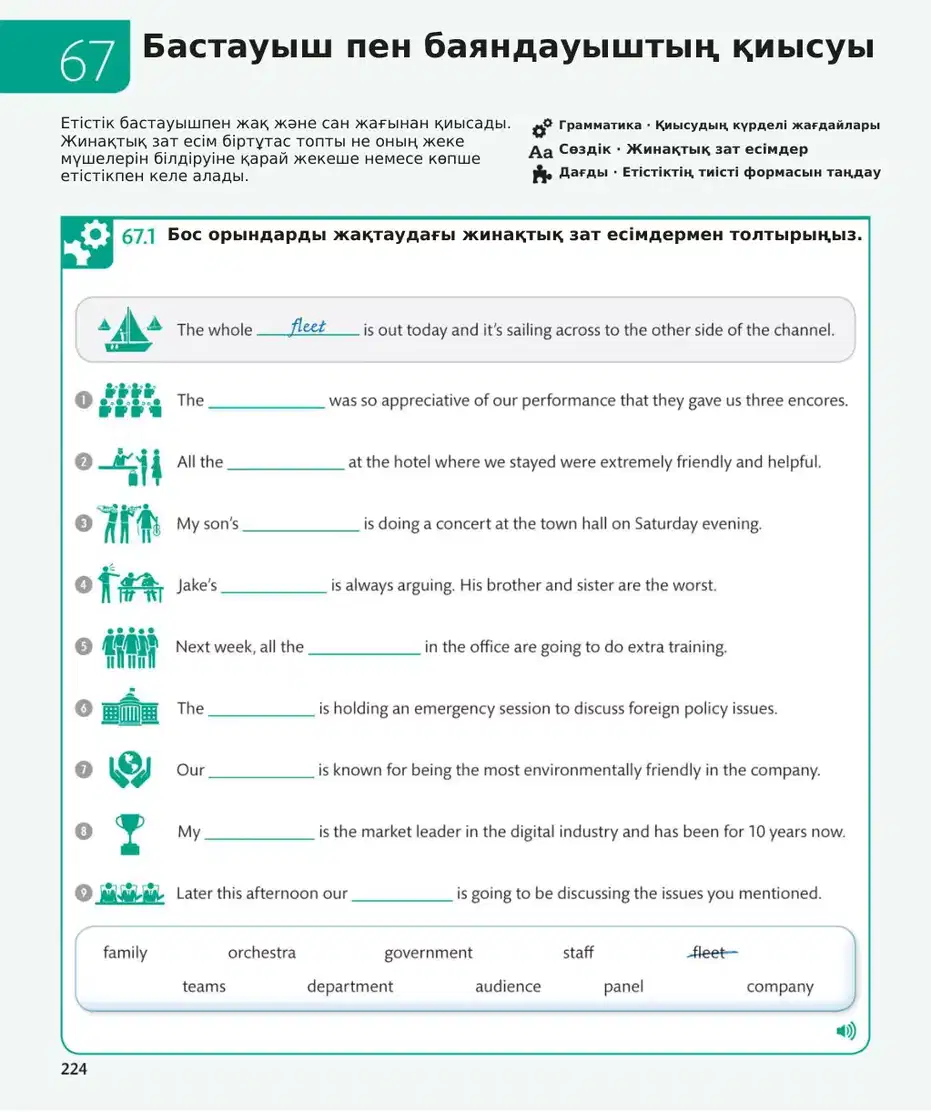 67
Бастауыш пен баяндауыштың қиысуы
Етістік бастауышпен жақ және сан жағынан қиысады.
Жинақтық зат есім біртұтас топты не оның жеке
мүшелерін білдіруіне қарай жекеше немесе көпше
етістікпен келе алады.
Грамматика · Қиысудың күрделі жағдайлары
Aa Сөздік · Жинақтық зат есімдер
Дағды · Етістіктің тиісті формасын таңдау
67.1 Бос орындарды жақтаудағы жинақтық зат есімдермен толтырыңыз.
The whole fleet is out today and it's sailing across to the other side of the channel.
1 The ____________ was so appreciative of our performance that they gave us three encores.
2 All the ____________ at the hotel where we stayed were extremely friendly and helpful.
3 My son's ____________ is doing a concert at the town hall on Saturday evening.
4 Jake's ____________ is always arguing. His brother and sister are the worst.
5 Next week, all the ____________ in the office are going to do extra training.
6 The ____________ is holding an emergency session to discuss foreign policy issues.
7 Our ____________ is known for being the most environmentally friendly in the company.
8 My ____________ is the market leader in the digital industry and has been for 10 years now.
9 Later this afternoon our ____________ is going to be discussing the issues you mentioned.
family orchestra government staff fleet
teams department audience panel company
224